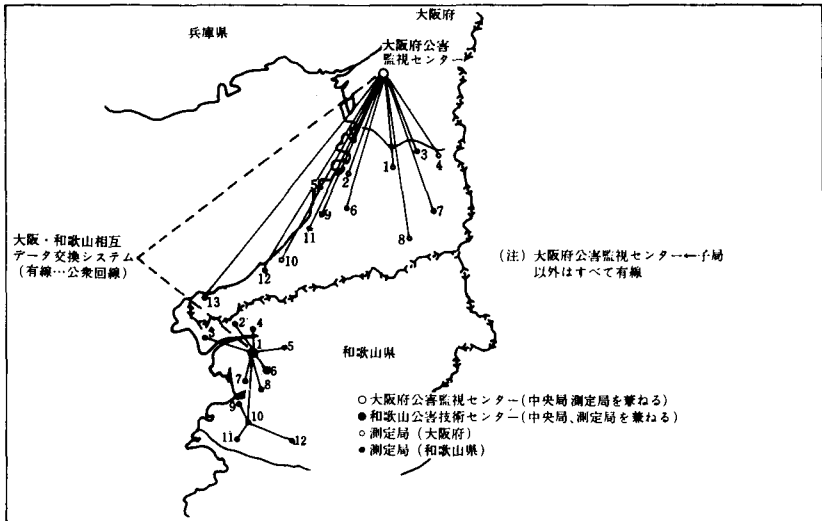 大阪府
兵庫県
大阪府公害
監視センター
1
2
3
4
5
6
7
8
9
10
11
12
13
大阪・和歌山相互
データ交換システム
(有線…公衆回線)
(注) 大阪府公害監視センター←子局
以外はすべて有線
和歌山県
1
2
3
4
5
6
7
8
9
10
11
12
○大阪府公害監視センター(中央局測定局を兼ねる)
●和歌山公害技術センター(中央局、測定局を兼ねる)
○測定局(大阪府)
●測定局(和歌山県)